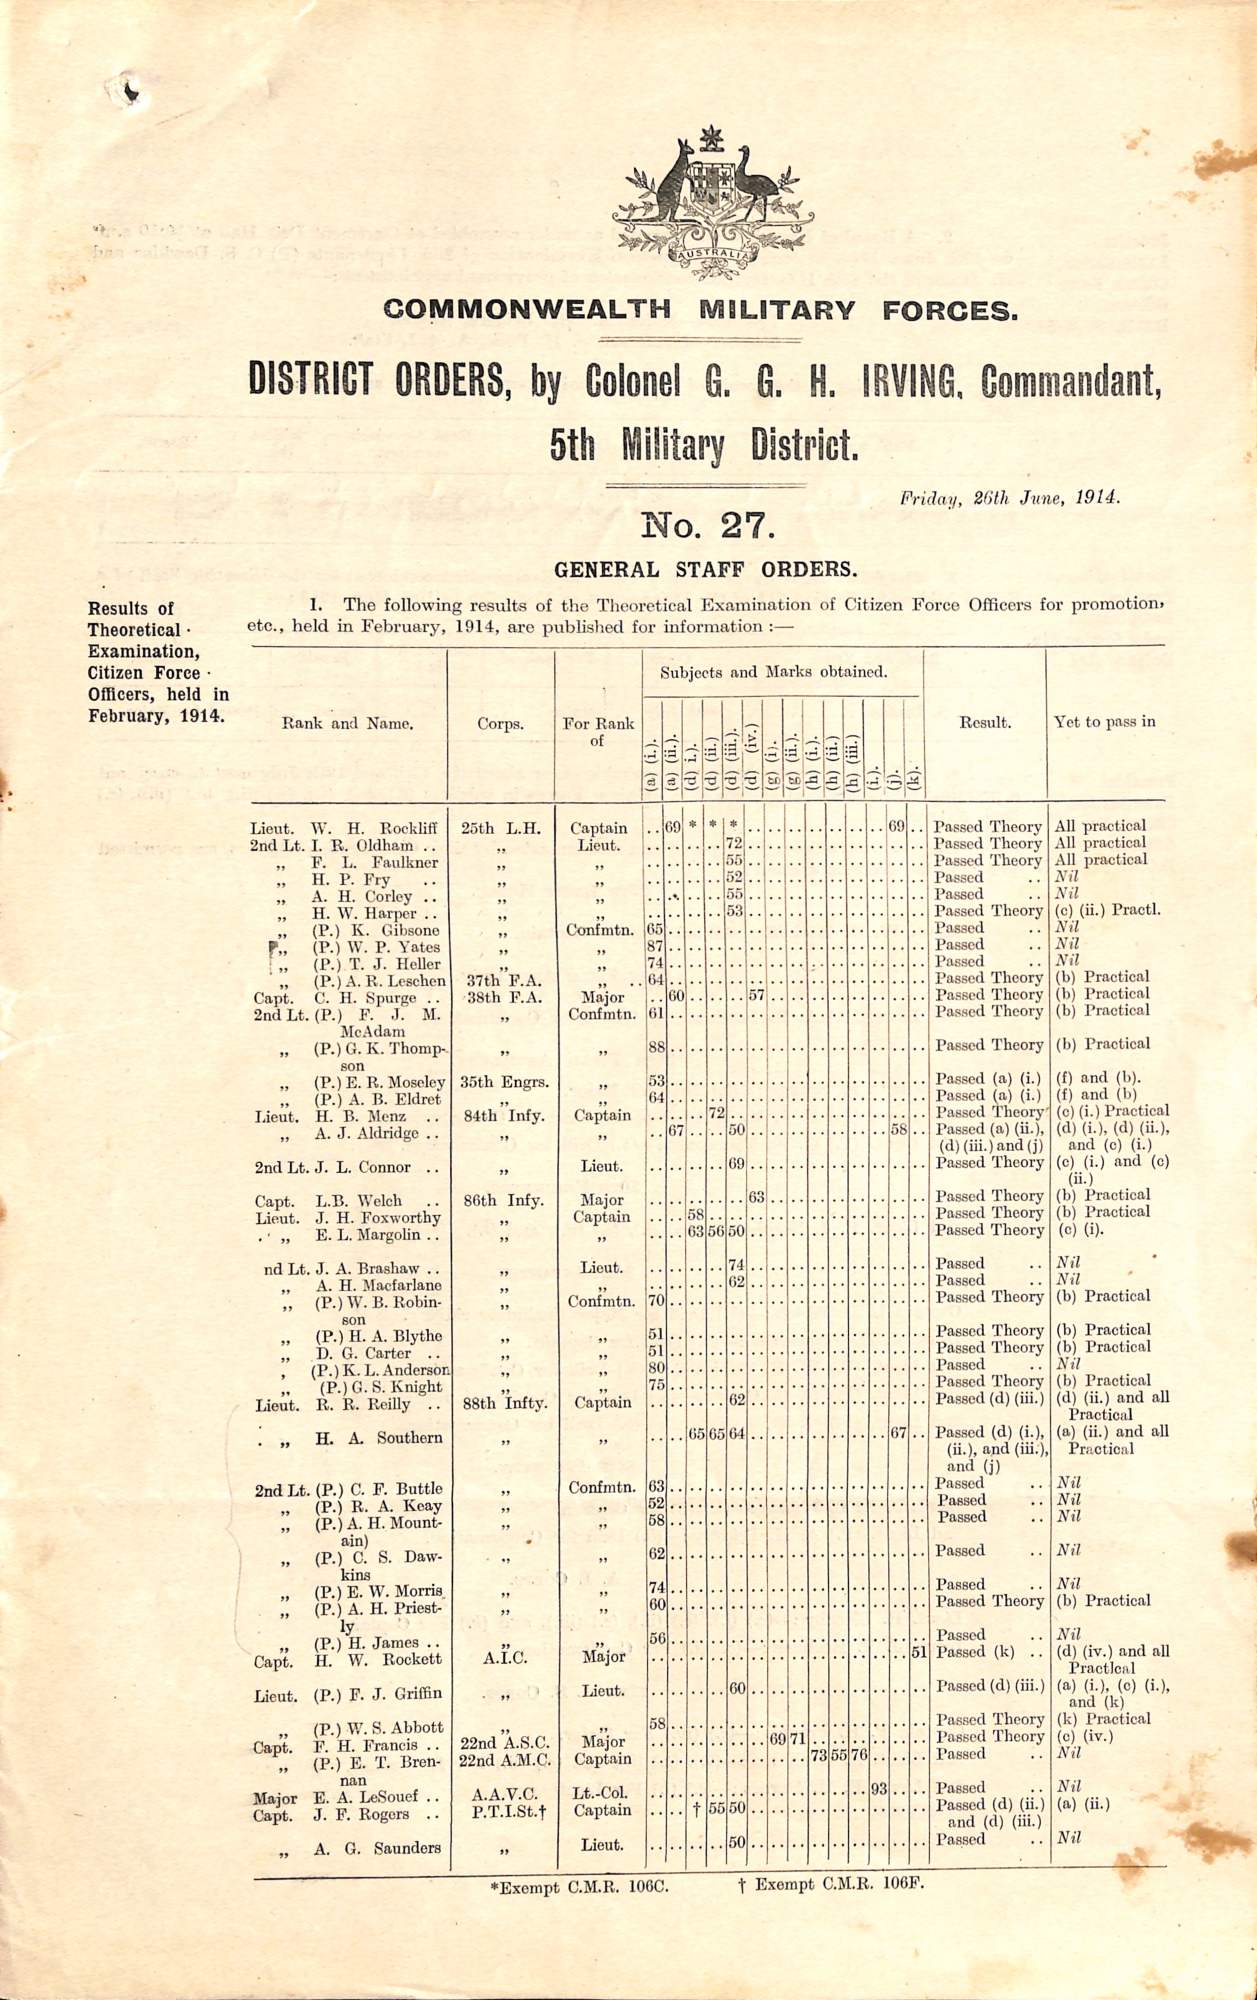 AUSTRALIA
COMMONWEALTH MILITARY FORCES.
DISTRICT ORDERS, by Colonel G. G. H. IRVING, Commandant,
5th Military District.
Friday, 26th June, 1914.
No. 27.
GENERAL STAFF ORDERS.
Results of
Theoretical
Examination,
Citizen Force
Officers, held in
February, 1914.
1. The following results of the Theoretical Examination of Citizen Force Officers for promotion,
etc., held in February, 1914, are published for information :—
Rank and Name. Corps. For Rank of Subjects and Marks obtained. Result. Yet to pass in
(a) (i.). (a) (ii.). (d) i.). (d) (ii.) (d) (iii.). (d) (iv.) (g) (i). (g) (ii.). (h) (i.). (h) (ii.) (h) (iii.) (i.). (j). (k).
Lieut. W. H. Rockliff 25th L.H. Captain .. 69 * * * .. .. .. .. .. .. .. 69 .. Passed Theory All practical
2nd Lt. I. R. Oldham .. ,, Lieut. .. .. .. .. 72 .. .. .. .. .. .. .. .. .. Passed Theory All practical
,, F. L. Faulkner ,, ,, .. .. .. .. 55 .. .. .. .. .. .. .. .. .. Passed Theory All practical
,, H. P. Fry .. ,, ,, .. .. .. .. 52 .. .. .. .. .. .. .. .. .. Passed .. Nil
,, A. H. Corley .. ,, ,, .. .. .. .. 55 .. .. .. .. .. .. .. .. .. Passed .. Nil
,, H. W. Harper .. ,, ,, .. .. .. .. 53 .. .. .. .. .. .. .. .. .. Passed Theory (c) (ii.) Practl.
,, (P.) K. Gibsone ,, Confmtn. 65 .. .. .. .. .. .. .. .. .. .. .. .. .. Passed .. Nil
,, (P.) W. P. Yates ,, ,, 87 .. .. .. .. .. .. .. .. .. .. .. .. .. Passed .. Nil
,, (P.) T. J. Heller ,, ,, 74 .. .. .. .. .. .. .. .. .. .. .. .. .. Passed .. Nil
,, (P.) A. R. Leschen 37th F.A. ,, .. 64 .. .. .. .. .. .. .. .. .. .. .. .. .. Passed Theory (b) Practical
Capt. C. H. Spurge .. 38th F.A. Major .. 60 .. .. .. 57 .. .. .. .. .. .. .. .. Passed Theory (b) Practical
2nd Lt. (P.) F. J. M. ,, Confmtn. 61 .. .. .. .. .. .. .. .. .. .. .. .. .. Passed Theory (b) Practical
McAdam
,, (P.) G. K. Thomp- ,, ,, 88 .. .. .. .. .. .. .. .. .. .. .. .. .. Passed Theory (b) Practical
son
,, (P.) E. R. Moseley 35th Engrs. ,, 53 .. .. .. .. .. .. .. .. .. .. .. .. .. Passed (a) (i.) (f) and (b).
,, (P.) A. B. Eldret ,, ,, 64 .. .. .. .. .. .. .. .. .. .. .. .. .. Passed (a) (i.) (f) and (b)
Lieut. H. B. Menz .. 84th Infy. Captain .. .. .. 72 .. .. .. .. .. .. .. .. .. .. Passed Theory (c) (i.) Practical
,, A. J. Aldridge .. ,, ,, .. 67 .. .. 50 .. .. .. .. .. .. .. 58 .. Passed (a) (ii.), (d) (i.), (d) (ii.),
(d) (iii.) and (j) and (c) (i.)
2nd Lt. J. L. Connor .. ,, Lieut. .. .. .. .. 69 .. .. .. .. .. .. .. .. .. Passed Theory (c) (i.) and (c)
(ii.)
Capt. L.B. Welch .. 86th Infy. Major .. .. .. .. .. 63 .. .. .. .. .. .. .. .. Passed Theory (b) Practical
Lieut. J. H. Foxworthy ,, Captain .. .. 58 .. .. .. .. .. .. .. .. .. .. .. Passed Theory (b) Practical
,, E. L. Margolin .. ,, ,, .. .. 63 56 50 .. .. .. .. .. .. .. .. .. Passed Theory (c) (i).
nd Lt. J. A. Brashaw .. ,, Lieut. .. .. .. .. 74 .. .. .. .. .. .. .. .. .. Passed .. Nil
,, A. H. Macfarlane ,, ,, .. .. .. .. 62 .. .. .. .. .. .. .. .. .. Passed .. Nil
,, (P.) W. B. Robin- ,, Confmtn. 70 .. .. .. .. .. .. .. .. .. .. .. .. .. Passed Theory (b) Practical
son
,, (P.) H. A. Blythe ,, ,, 51 .. .. .. .. .. .. .. .. .. .. .. .. .. Passed Theory (b) Practical
,, D. G. Carter .. ,, ,, 51 .. .. .. .. .. .. .. .. .. .. .. .. .. Passed Theory (b) Practical
, (P.) K. L. Anderson ,, ,, 80 .. .. .. .. .. .. .. .. .. .. .. .. .. Passed .. Nil
,, (P.) G. S. Knight ,, ,, 75 .. .. .. .. .. .. .. .. .. .. .. .. .. Passed Theory (b) Practical
Lieut. R. R. Reilly .. 88th Infty. Captain .. .. .. .. 62 .. .. .. .. .. .. .. .. .. Passed (d) (iii.) (d) (ii.) and all
Practical
,, H. A. Southern ,, ,, .. .. 65 65 64 .. .. .. .. .. .. .. 67 .. Passed (d) (i.), (a) (ii.) and all
(ii.), and (iii.), Practical
and (j)
2nd Lt. (P.) C. F. Buttle ,, Confmtn. 63 .. .. .. .. .. .. .. .. .. .. .. .. .. Passed .. Nil
,, (P.) R. A. Keay ,, ,, 52 .. .. .. .. .. .. .. .. .. .. .. .. .. Passed .. Nil
,, (P.) A. H. Mount- ,, ,, 58 .. .. .. .. .. .. .. .. .. .. .. .. .. Passed .. Nil
ain)
,, (P.) C. S. Daw- ,, ,, 62 .. .. .. .. .. .. .. .. .. .. .. .. .. Passed .. Nil
kins
,, (P.) E. W. Morris ,, ,, 74 .. .. .. .. .. .. .. .. .. .. .. .. .. Passed .. Nil
,, (P.) A. H. Priest- ,, ,, 60 .. .. .. .. .. .. .. .. .. .. .. .. .. Passed Theory (b) Practical
ly
,, (P.) H. James .. ,, ,, 56 .. .. .. .. .. .. .. .. .. .. .. .. .. Passed .. Nil
Capt. H. W. Rockett A.I.C. Major .. .. .. .. .. .. .. .. .. .. .. .. .. 51 Passed (k) .. (d) (iv.) and all
Practical
Lieut. (P.) F. J. Griffin ,, Lieut. .. .. .. .. 60 .. .. .. .. .. .. .. .. .. Passed (d) (iii.) (a) (i.), (c) (i.),
and (k)
,, (P.) W. S. Abbott ,, ,, 58 .. .. .. .. .. .. .. .. .. .. .. .. .. Passed Theory (k) Practical
Capt. F. H. Francis .. 22nd A.S.C. Major .. .. .. .. .. .. 69 71 .. .. .. .. .. .. Passed Theory (c) (iv.)
,, (P.) E. T. Bren- 22nd A.M.C. Captain .. .. .. .. .. .. .. .. 73 55 76 .. .. .. Passed .. Nil
nan
Major E. A. LeSouef .. A.A.V.C. Lt.-Col. .. .. .. .. .. .. .. .. .. .. .. 93 .. .. Passed .. Nil
Capt. J. F. Rogers .. P.T.I.St.† Captain .. .. † 55 50 .. .. .. .. .. .. .. .. .. Passed (d) (ii.) (a) (ii.)
and (d) (iii.)
,, A. G. Saunders ,, Lieut. .. .. .. .. 50 .. .. .. .. .. .. .. .. .. Passed .. Nil
*Exempt C.M.R. 106C. † Exempt C.M.R. 106F.